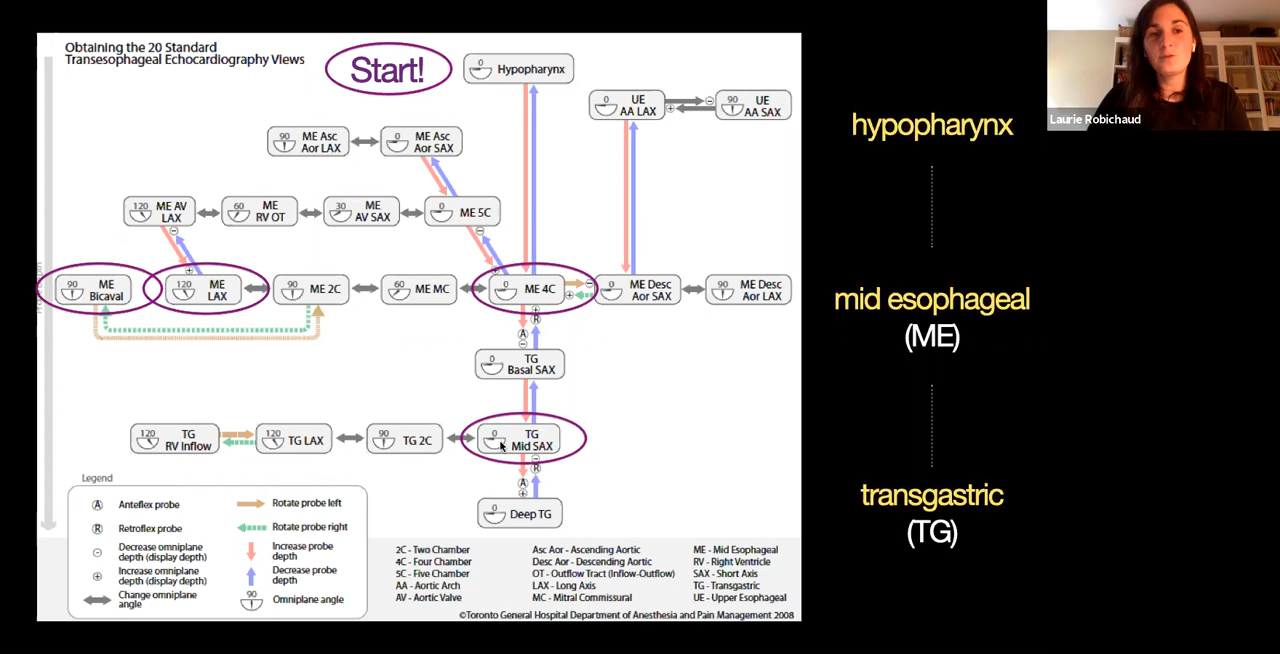 Obtaining the 20 Standard
Transesophageal Echocardiography Views
Start!
0
Hypopharynx
0
UE
AA LAX
90
UE
AA SAX
90
ME Asc
Aor LAX
0
ME Asc
Aor SAX
120
ME AV
LAX
60
ME
RV OT
30
ME
AV SAX
0
ME 5C
90
ME
Bicaval
120
ME
LAX
90
ME 2C
60
ME MC
0
ME 4C
0
ME Desc
Aor SAX
90
ME Desc
Aor LAX
R
A
0
TG
Basal SAX
120
TG
RV Inflow
120
TG LAX
90
TG 2C
0
TG
Mid SAX
R
A
0
Deep TG
Legend
A
Anteflex probe
R
Retroflex probe
Decrease omniplane
depth (display depth)
Increase omniplane
depth (display depth)
Change omniplane
angle
Rotate probe left
Rotate probe right
Increase probe
depth
Decrease probe
depth
90
Omniplane angle
2C - Two Chamber
4C - Four Chamber
5C - Five Chamber
AA - Aortic Arch
AV - Aortic Valve
Asc Aor - Ascending Aortic
Desc Aor - Descending Aortic
OT - Outflow Tract (Inflow-Outflow)
LAX - Long Axis
MC - Mitral Commissural
ME - Mid Esophageal
RV - Right Ventricle
SAX - Short Axis
TG - Transgastric
UE - Upper Esophageal
©Toronto General Hospital Department of Anesthesia and Pain Management 2008
hypopharynx
mid esophageal
(ME)
transgastric
(TG)
Laurie Robichaud